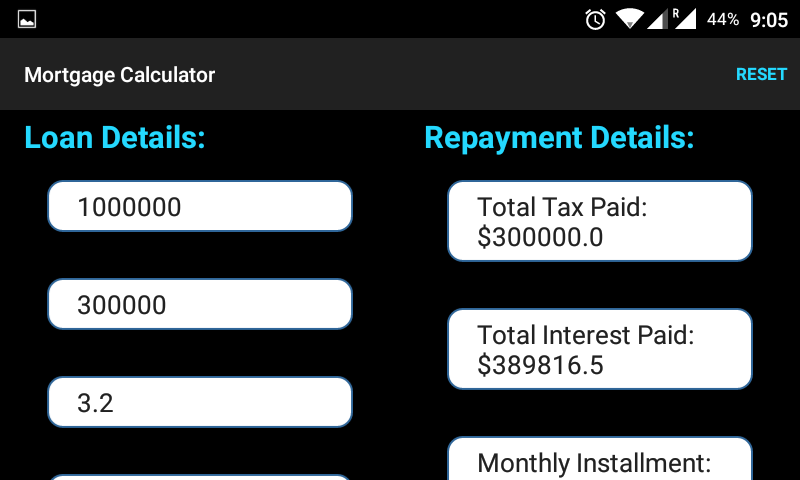 R 44% 9:05
Mortgage Calculator
RESET
Loan Details:
1000000
300000
3.2
Repayment Details:
Total Tax Paid:
$300000.0
Total Interest Paid:
$389816.5
Monthly Installment: